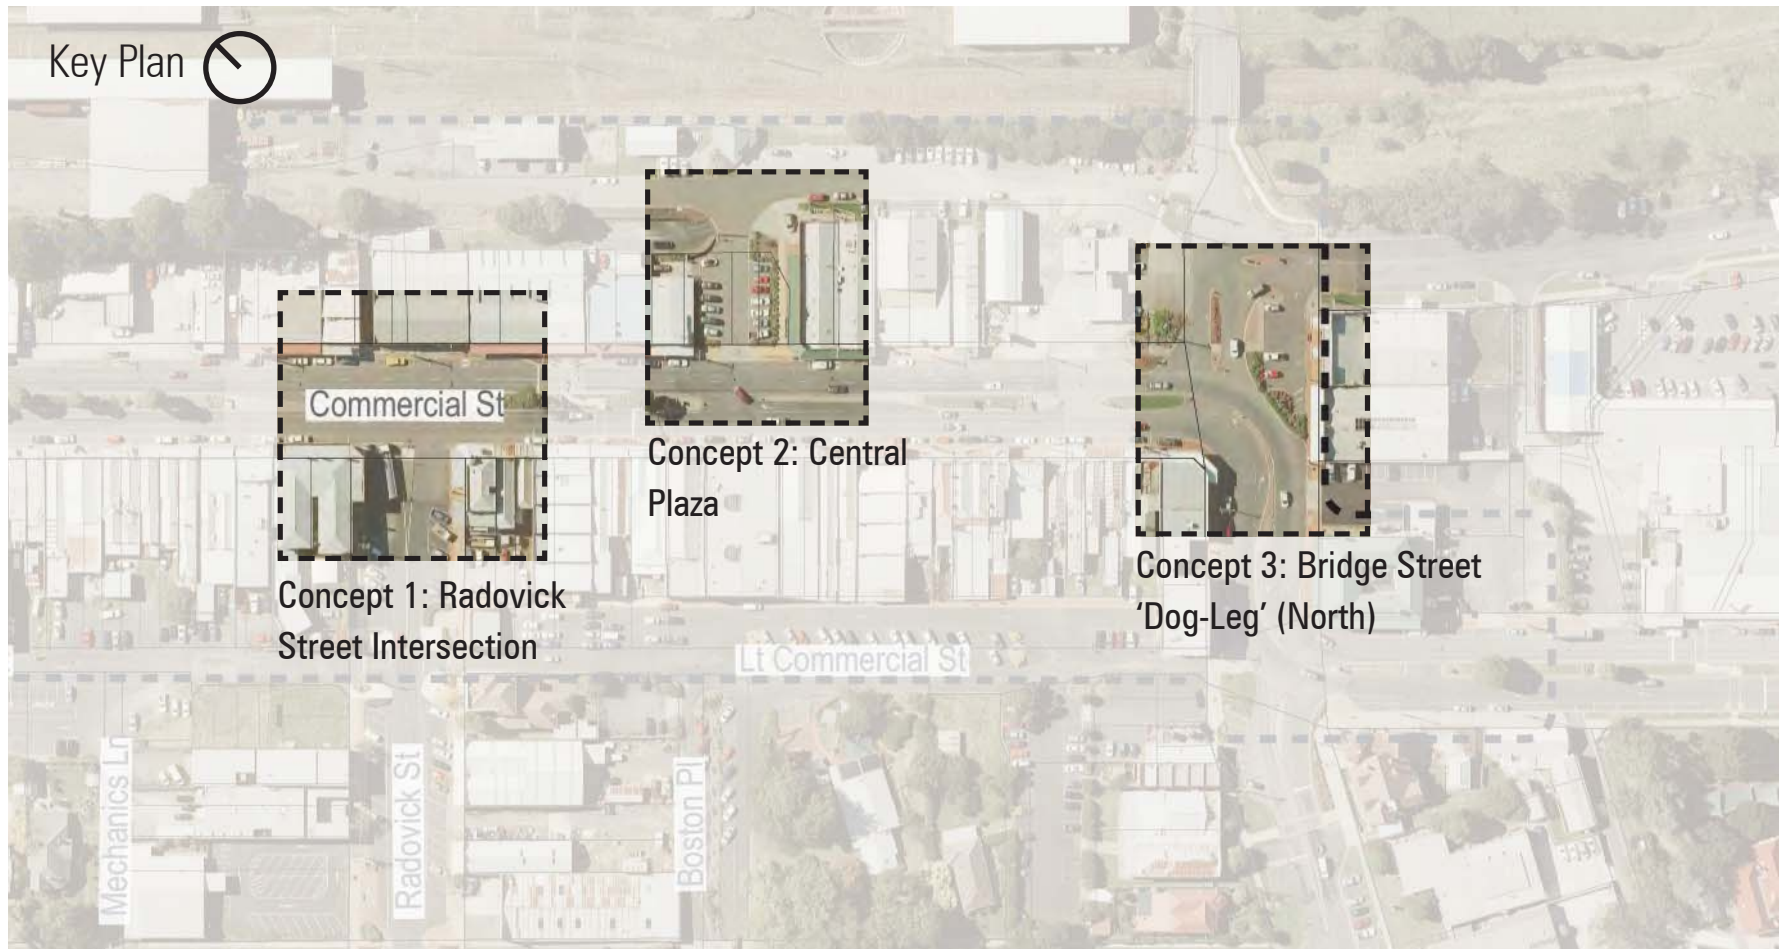 Key Plan
Commercial St
Concept 2: Central
Plaza
Concept 3: Bridge Street
‘Dog-Leg’ (North)
Concept 1: Radovick
Street Intersection
Lt Commercial St
Mechanics Ln
Radovick St
Boston Pl